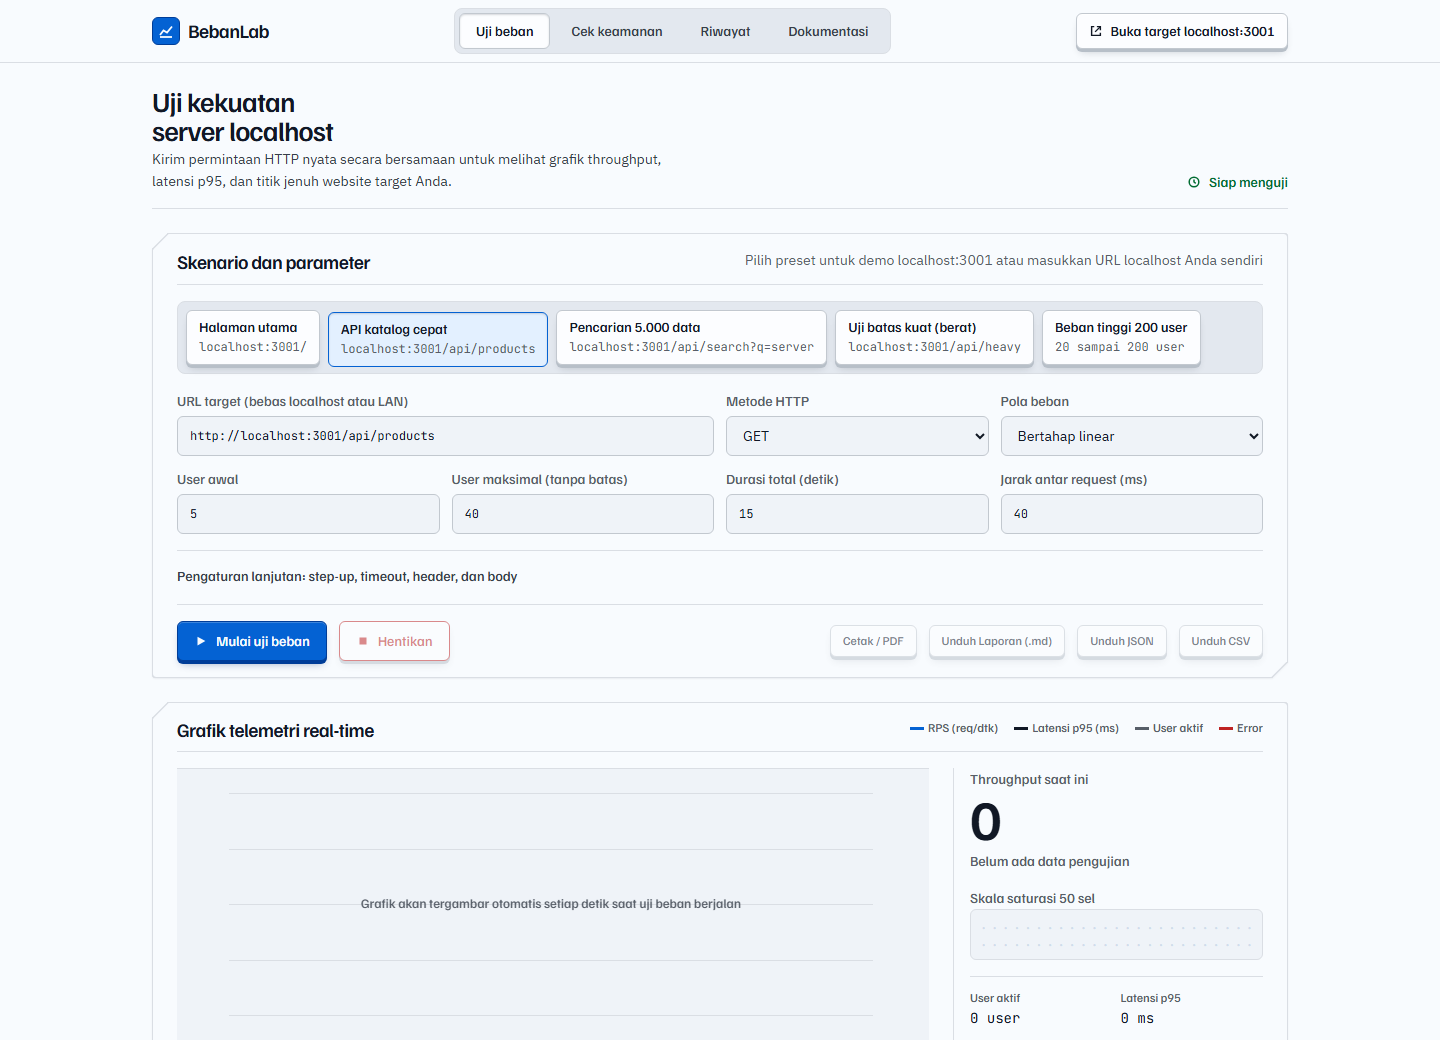 BebanLab
Uji beban
Cek keamanan
Riwayat
Dokumentasi
Buka target localhost:3001
Uji kekuatan
server localhost
Kirim permintaan HTTP nyata secara bersamaan untuk melihat grafik throughput,
latensi p95, dan titik jenuh website target Anda.
Siap menguji
Skenario dan parameter
Pilih preset untuk demo localhost:3001 atau masukkan URL localhost Anda sendiri
Halaman utama
localhost:3001/
API katalog cepat
localhost:3001/api/products
Pencarian 5.000 data
localhost:3001/api/search?q=server
Uji batas kuat (berat)
localhost:3001/api/heavy
Beban tinggi 200 user
20 sampai 200 user
URL target (bebas localhost atau LAN)
Metode HTTP
Pola beban
http://localhost:3001/api/products
GET
Bertahap linear
User awal
User maksimal (tanpa batas)
Durasi total (detik)
Jarak antar request (ms)
5
40
15
40
Pengaturan lanjutan: step-up, timeout, header, dan body
Mulai uji beban
Hentikan
Cetak / PDF
Unduh Laporan (.md)
Unduh JSON
Unduh CSV
Grafik telemetri real-time
RPS (req/dtk)
Latensi p95 (ms)
User aktif
Error
Grafik akan tergambar otomatis setiap detik saat uji beban berjalan
Throughput saat ini
0
Belum ada data pengujian
Skala saturasi 50 sel
User aktif
Latensi p95
0 user
0 ms